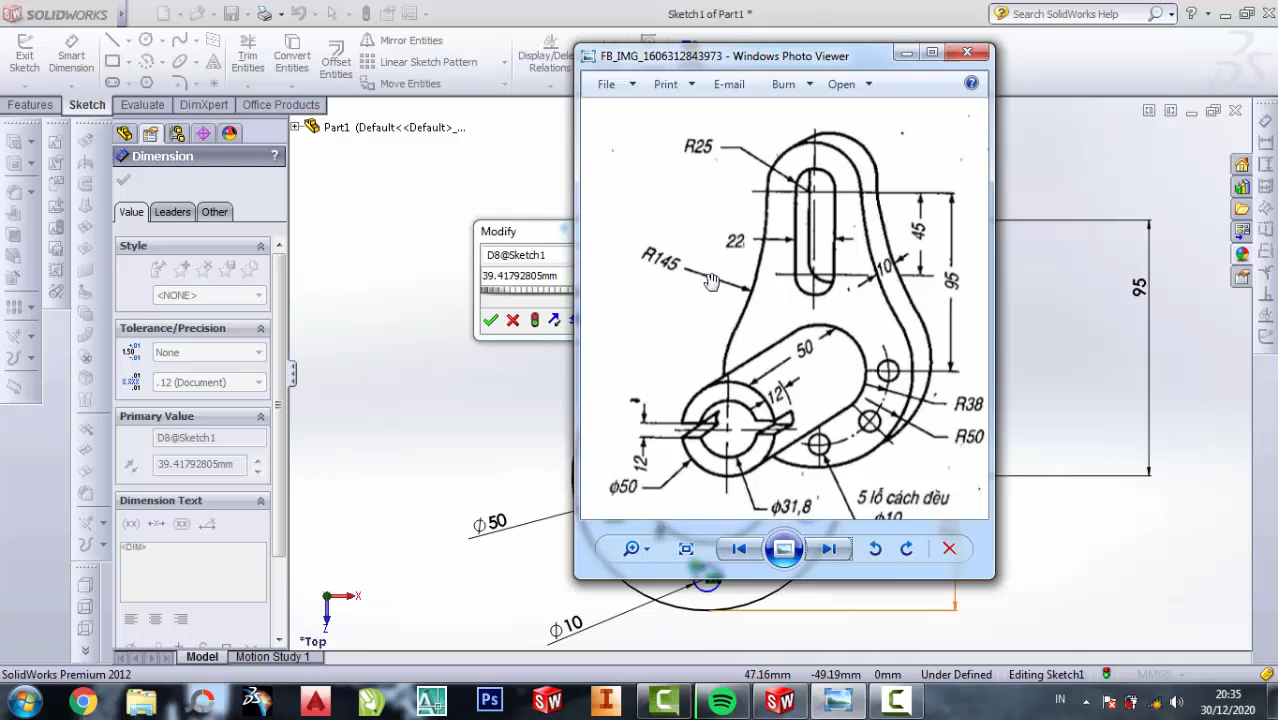 SOLIDWORKS
Sketch1 of Part1 *
Search SolidWorks Help
Exit Sketch
Smart Dimension
Trim Entities
Convert Entities
Offset Entities
Mirror Entities
Linear Sketch Pattern
Move Entities
Display/De
Relations
Features
Sketch
Evaluate
DimXpert
Office Products
Part1 (Default<<Default>_...
Dimension
?
Value
Leaders
Other
Style
<NONE>
Tolerance/Precision
None
.12 (Document)
Primary Value
D8@Sketch1
39.41792805mm
Dimension Text
<DIM>
Modify
D8@Sketch1
39.41792805mm
FB_IMG_1606312843973 - Windows Photo Viewer
File
Print
E-mail
Burn
Open
R25
22
45
R145
10
95
50
12
R38
R50
12
φ50
φ31,8
5 lỗ cách đều
φ10
95
φ50
φ10
X
Z
*Top
Model
Motion Study 1
SolidWorks Premium 2012
47.16mm
-49.19mm
0mm
Under Defined
Editing Sketch1
MMGS
Ps
IN
20:35
30/12/2020